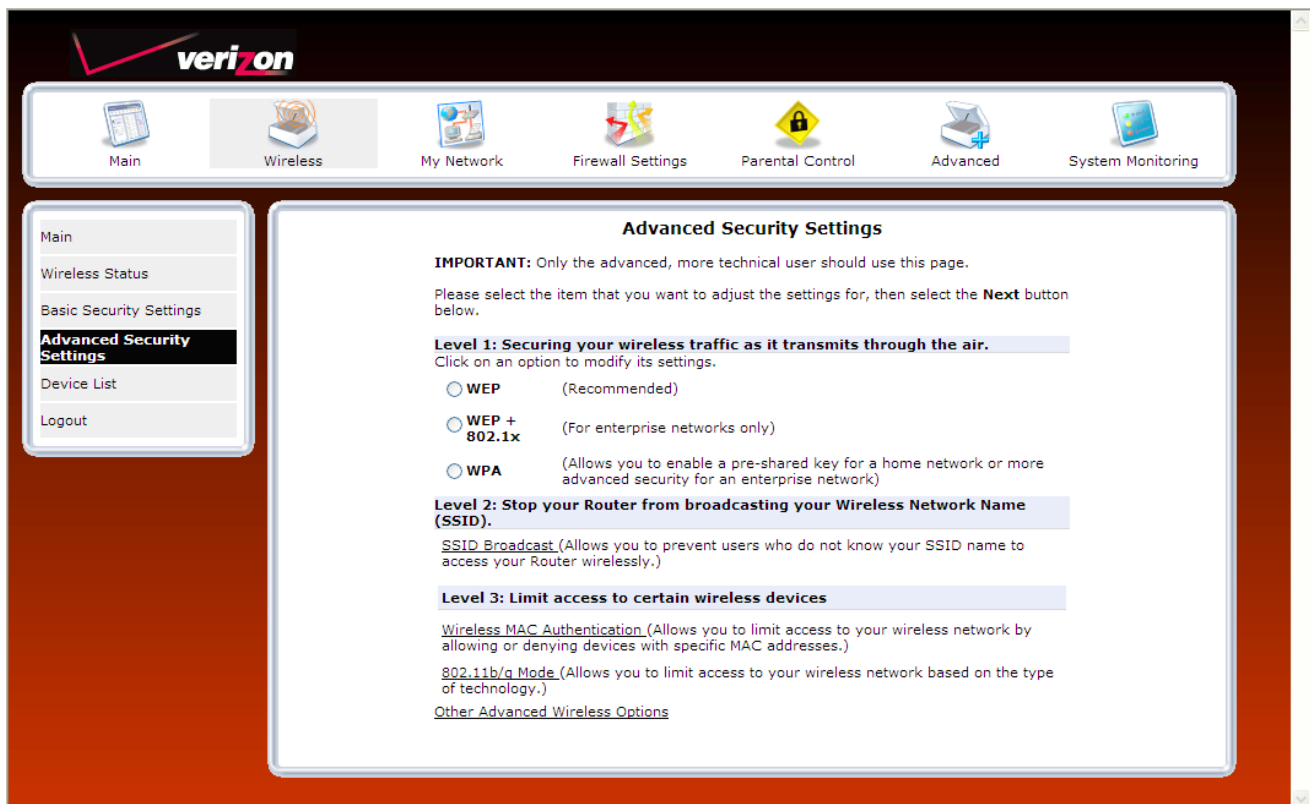 verizon
Main
Wireless
My Network
Firewall Settings
Parental Control
Advanced
System Monitoring
Main
Wireless Status
Basic Security Settings
Advanced Security
Settings
Device List
Logout
Advanced Security Settings
IMPORTANT: Only the advanced, more technical user should use this page.
Please select the item that you want to adjust the settings for, then select the Next button
below.
Level 1: Securing your wireless traffic as it transmits through the air.
Click on an option to modify its settings.
WEP (Recommended)
WEP +
802.1x (For enterprise networks only)
WPA (Allows you to enable a pre-shared key for a home network or more
advanced security for an enterprise network)
Level 2: Stop your Router from broadcasting your Wireless Network Name
(SSID).
SSID Broadcast (Allows you to prevent users who do not know your SSID name to
access your Router wirelessly.)
Level 3: Limit access to certain wireless devices
Wireless MAC Authentication (Allows you to limit access to your wireless network by
allowing or denying devices with specific MAC addresses.)
802.11b/g Mode (Allows you to limit access to your wireless network based on the type
of technology.)
Other Advanced Wireless Options